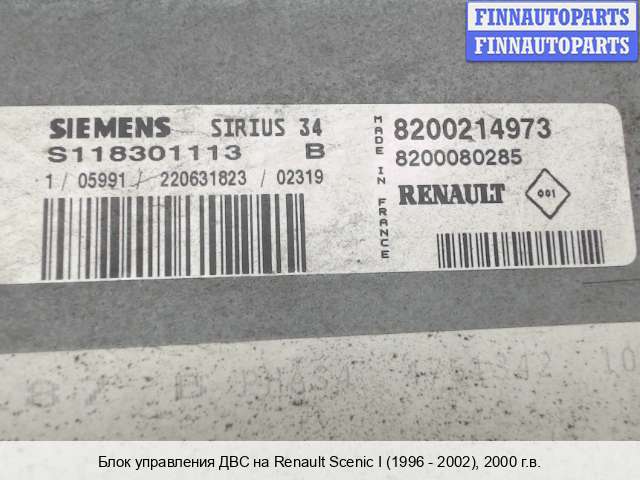 FINNAUTOPARTS
FINNAUTOPARTS
SIEMENS SIRIUS 34
S118301113 B
1 / 05991 / 220631823 / 02319
MADE IN FRANCE
8200214973
8200080285
RENAULT 001
Блок управления ДВС на Renault Scenic I (1996 - 2002), 2000 г.в.